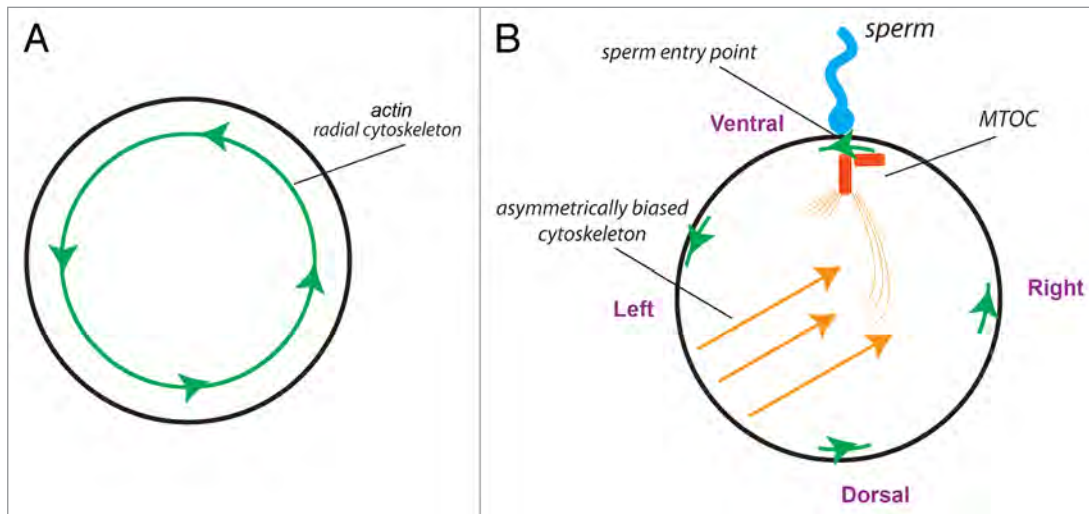 A
actin
radial cytoskeleton
B
sperm
sperm entry point
Ventral
MTOC
asymmetrically biased
cytoskeleton
Left
Right
Dorsal